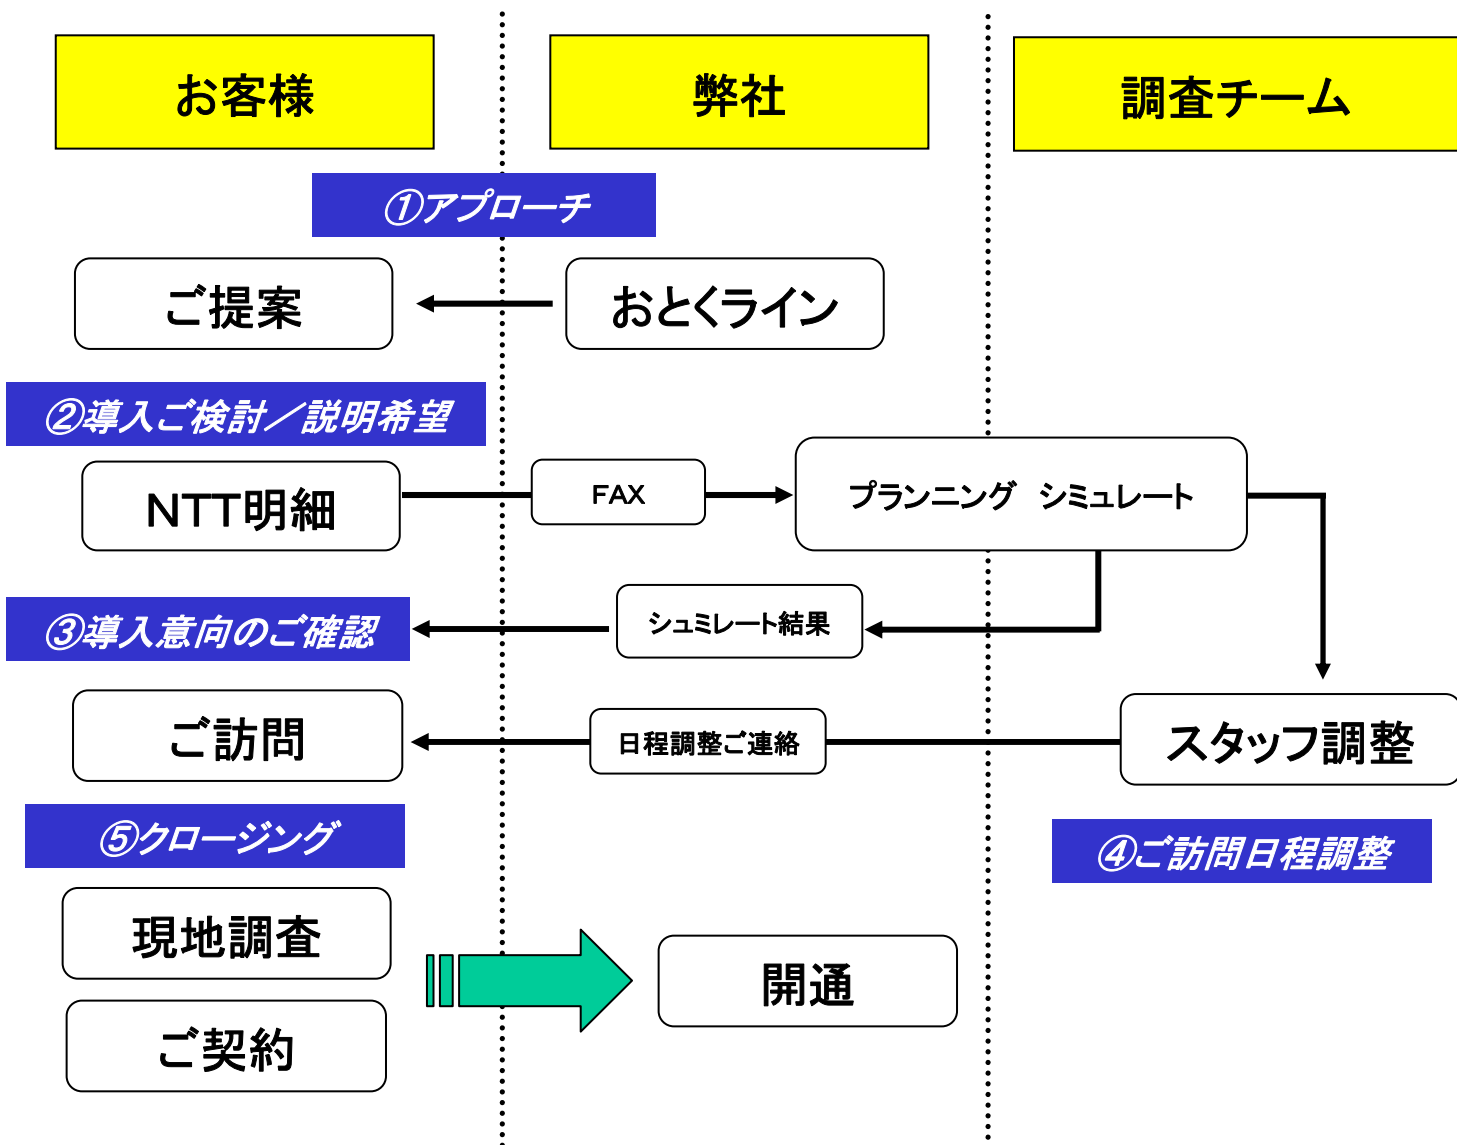 お客様
弊社
調査チーム
①アプローチ
ご提案
おとくライン
②導入ご検討／説明希望
NTT明細
FAX
プランニング　シミュレート
③導入意向のご確認
シュミレート結果
ご訪問
日程調整ご連絡
スタッフ調整
⑤クロージング
④ご訪問日程調整
現地調査
開通
ご契約